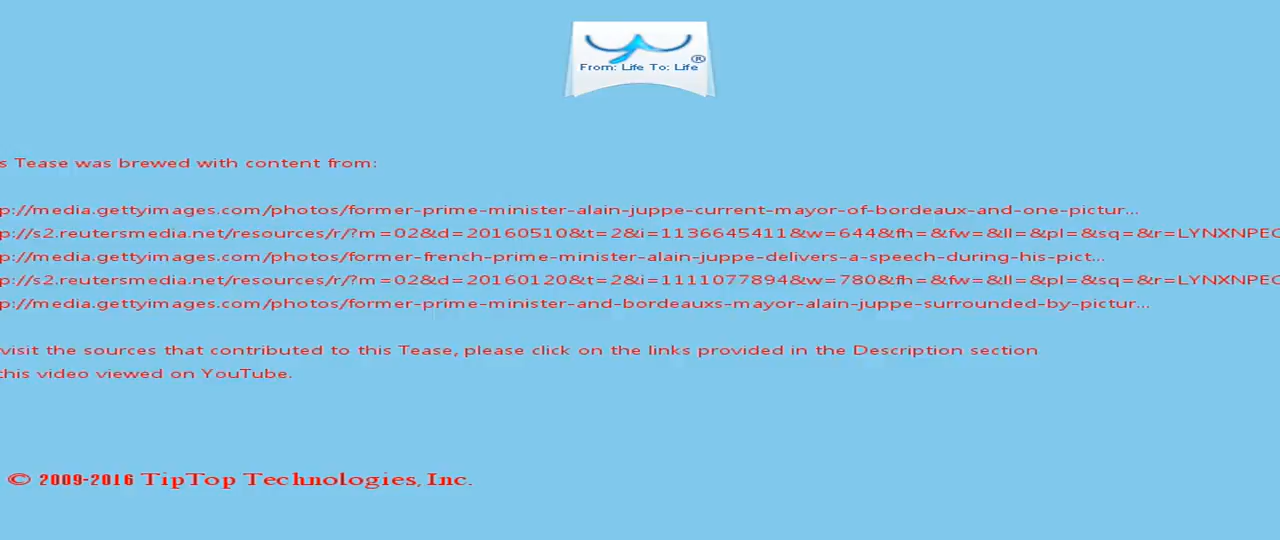 From: Life To: Life ®
s Tease was brewed with content from:
p://media.gettyimages.com/photos/former-prime-minister-alain-juppe-current-mayor-of-bordeaux-and-one-pictur...
p://s2.reutersmedia.net/resources/r/?m=02&d=20160510&t=2&i=1136645411&w=644&fh=&fw=&ll=&pl=&sq=&r=LYNXNPEC
p://media.gettyimages.com/photos/former-french-prime-minister-alain-juppe-delivers-a-speech-during-his-pict...
p://s2.reutersmedia.net/resources/r/?m=02&d=20160120&t=2&i=1111077894&w=780&fh=&fw=&ll=&pl=&sq=&r=LYNXNPEC
p://media.gettyimages.com/photos/former-prime-minister-and-bordeauxs-mayor-alain-juppe-surrounded-by-pictur...
visit the sources that contributed to this Tease, please click on the links provided in the Description section
this video viewed on YouTube.
© 2009-2016 TipTop Technologies, Inc.